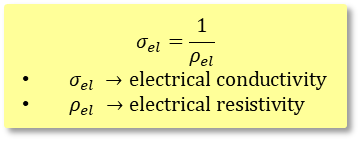 σ_el = 1/ρ_el
• σ_el → electrical conductivity
• ρ_el → electrical resistivity